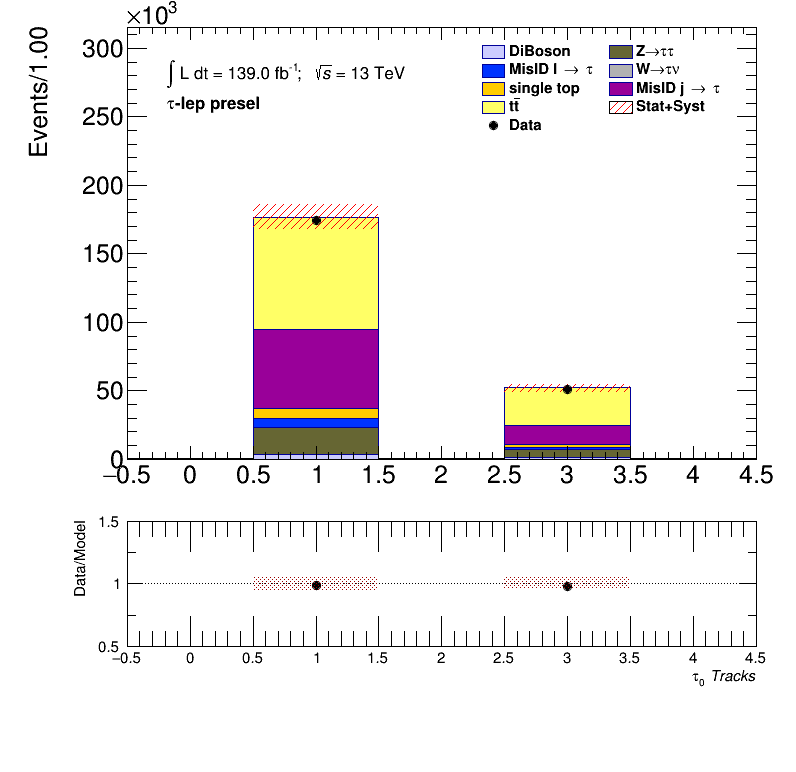 ×10³
Events/1.00
300
250
200
150
100
50
0
∫ L dt = 139.0 fb⁻¹; √s = 13 TeV
τ-lep presel
DiBoson
Z→ττ
MisID l → τ
W→τν
single top
MisID j → τ
tt̄
Stat+Syst
Data
−0.5 0 0.5 1 1.5 2 2.5 3 3.5 4 4.5
Data/Model
1.5
1
0.5
−0.5 0 0.5 1 1.5 2 2.5 3 3.5 4 4.5
τ₀ Tracks